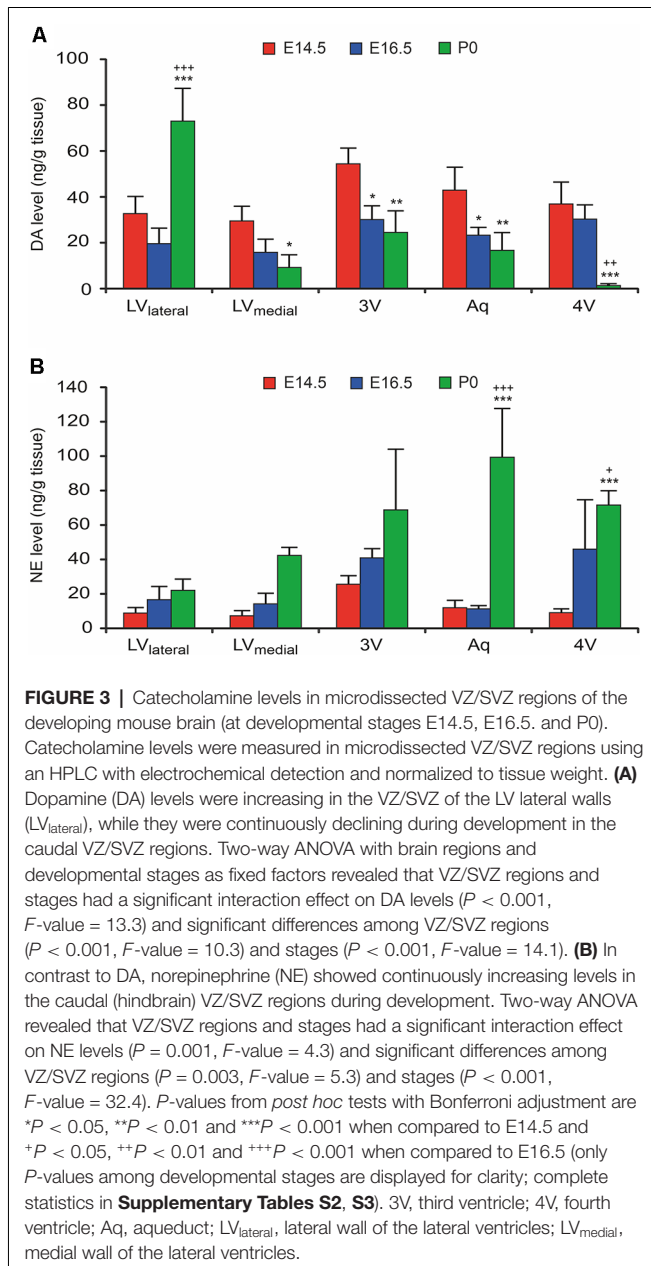 A
E14.5 E16.5 P0
DA level (ng/g tissue)
100
80
60
40
20
0
+++
***
*
*
**
*
**
++
***
LVlateral LVmedial 3V Aq 4V
B
E14.5 E16.5 P0
NE level (ng/g tissue)
140
120
100
80
60
40
20
0
+++
***
+
***
LVlateral LVmedial 3V Aq 4V
FIGURE 3 | Catecholamine levels in microdissected VZ/SVZ regions of the
developing mouse brain (at developmental stages E14.5, E16.5. and P0).
Catecholamine levels were measured in microdissected VZ/SVZ regions using
an HPLC with electrochemical detection and normalized to tissue weight. (A)
Dopamine (DA) levels were increasing in the VZ/SVZ of the LV lateral walls
(LVlateral), while they were continuously declining during development in the
caudal VZ/SVZ regions. Two-way ANOVA with brain regions and
developmental stages as fixed factors revealed that VZ/SVZ regions and
stages had a significant interaction effect on DA levels (P < 0.001,
F-value = 13.3) and significant differences among VZ/SVZ regions
(P < 0.001, F-value = 10.3) and stages (P < 0.001, F-value = 14.1). (B) In
contrast to DA, norepinephrine (NE) showed continuously increasing levels in
the caudal (hindbrain) VZ/SVZ regions during development. Two-way ANOVA
revealed that VZ/SVZ regions and stages had a significant interaction effect
on NE levels (P = 0.001, F-value = 4.3) and significant differences among
VZ/SVZ regions (P = 0.003, F-value = 5.3) and stages (P < 0.001,
F-value = 32.4). P-values from post hoc tests with Bonferroni adjustment are
*P < 0.05, **P < 0.01 and ***P < 0.001 when compared to E14.5 and
+P < 0.05, ++P < 0.01 and +++P < 0.001 when compared to E16.5 (only
P-values among developmental stages are displayed for clarity; complete
statistics in Supplementary Tables S2, S3). 3V, third ventricle; 4V, fourth
ventricle; Aq, aqueduct; LVlateral, lateral wall of the lateral ventricles; LVmedial,
medial wall of the lateral ventricles.